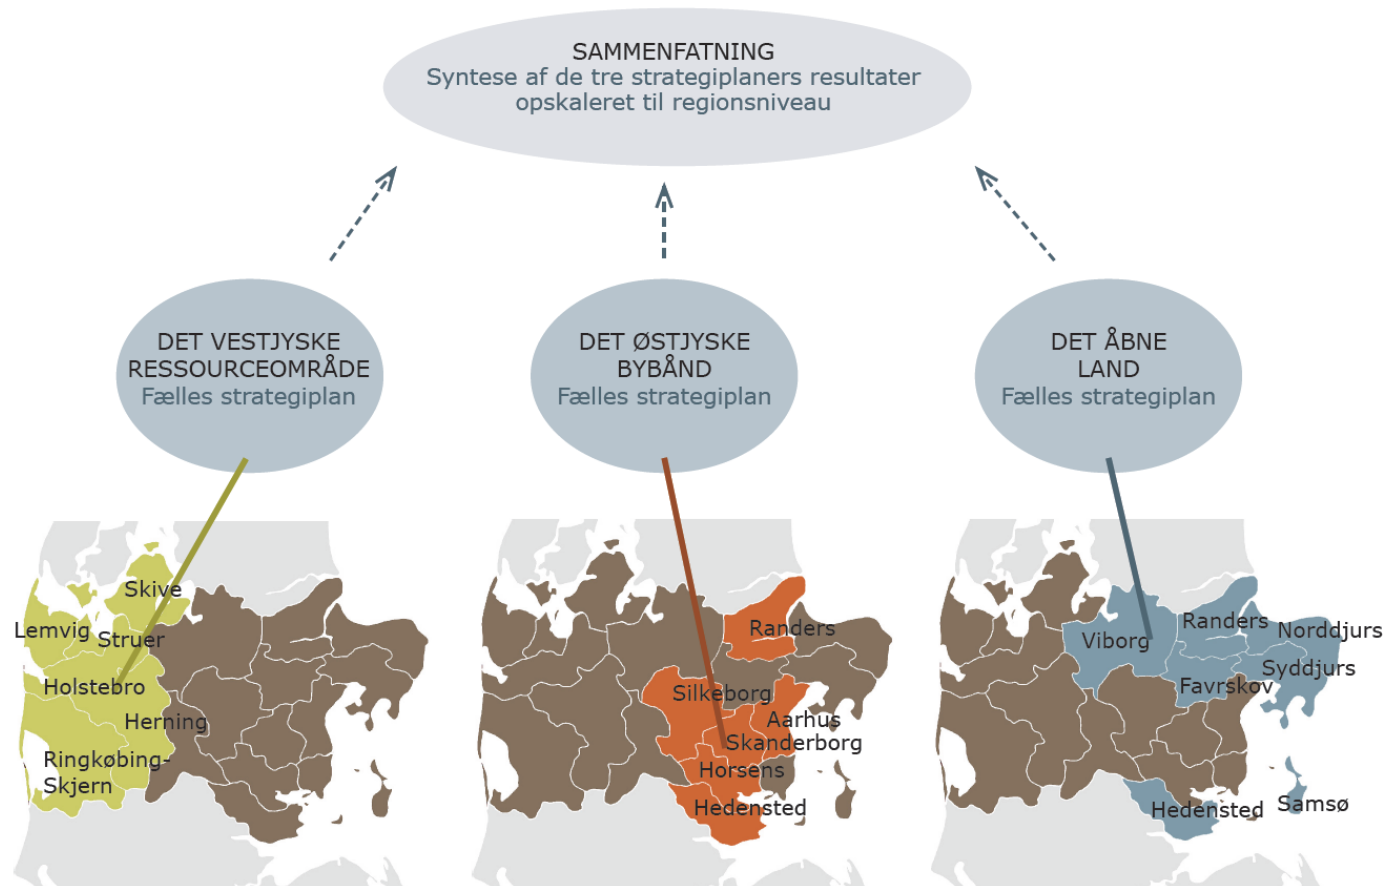 SAMMENFATNING
Syntese af de tre strategiplaners resultater
opskaleret til regionsniveau
DET VESTJYSKE
RESSOURCEOMRÅDE
Fælles strategiplan
DET ØSTJYSKE
BYBÅND
Fælles strategiplan
DET ÅBNE
LAND
Fælles strategiplan
Skive
Lemvig
Struer
Holstebro
Herning
Ringkøbing-
Skjern
Randers
Silkeborg
Aarhus
Skanderborg
Horsens
Hedensted
Viborg
Randers
Norddjurs
Syddjurs
Favrskov
Hedensted
Samsø